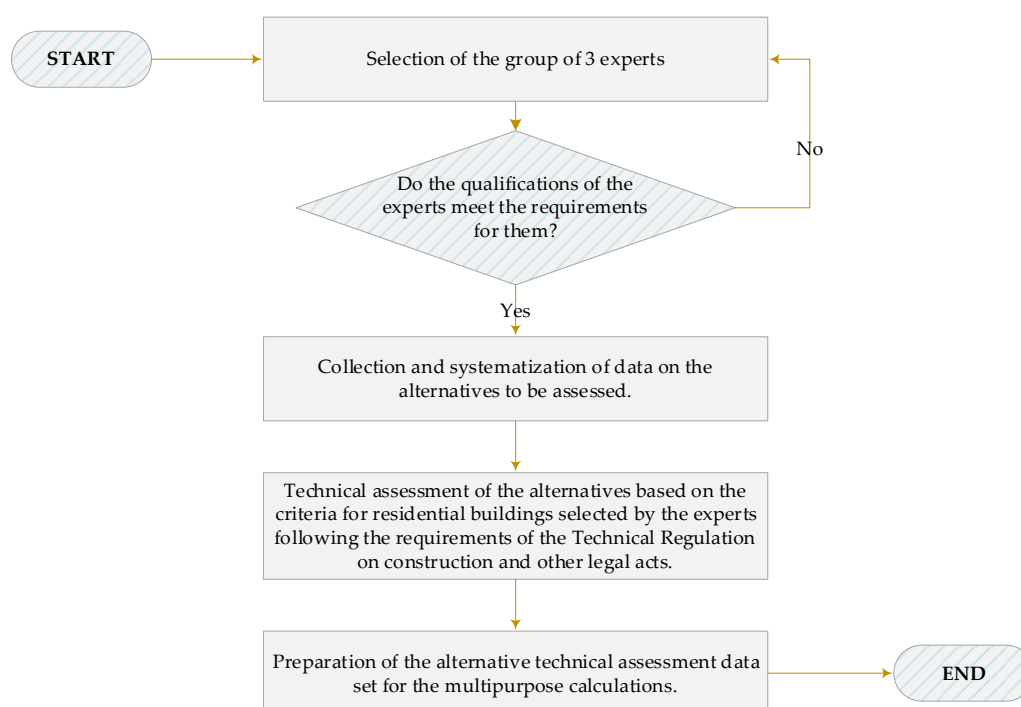 START
Selection of the group of 3 experts
No
Do the qualifications of the
experts meet the requirements
for them?
Yes
Collection and systematization of data on the
alternatives to be assessed.
Technical assessment of the alternatives based on the
criteria for residential buildings selected by the experts
following the requirements of the Technical Regulation
on construction and other legal acts.
Preparation of the alternative technical assessment data
set for the multipurpose calculations.
END